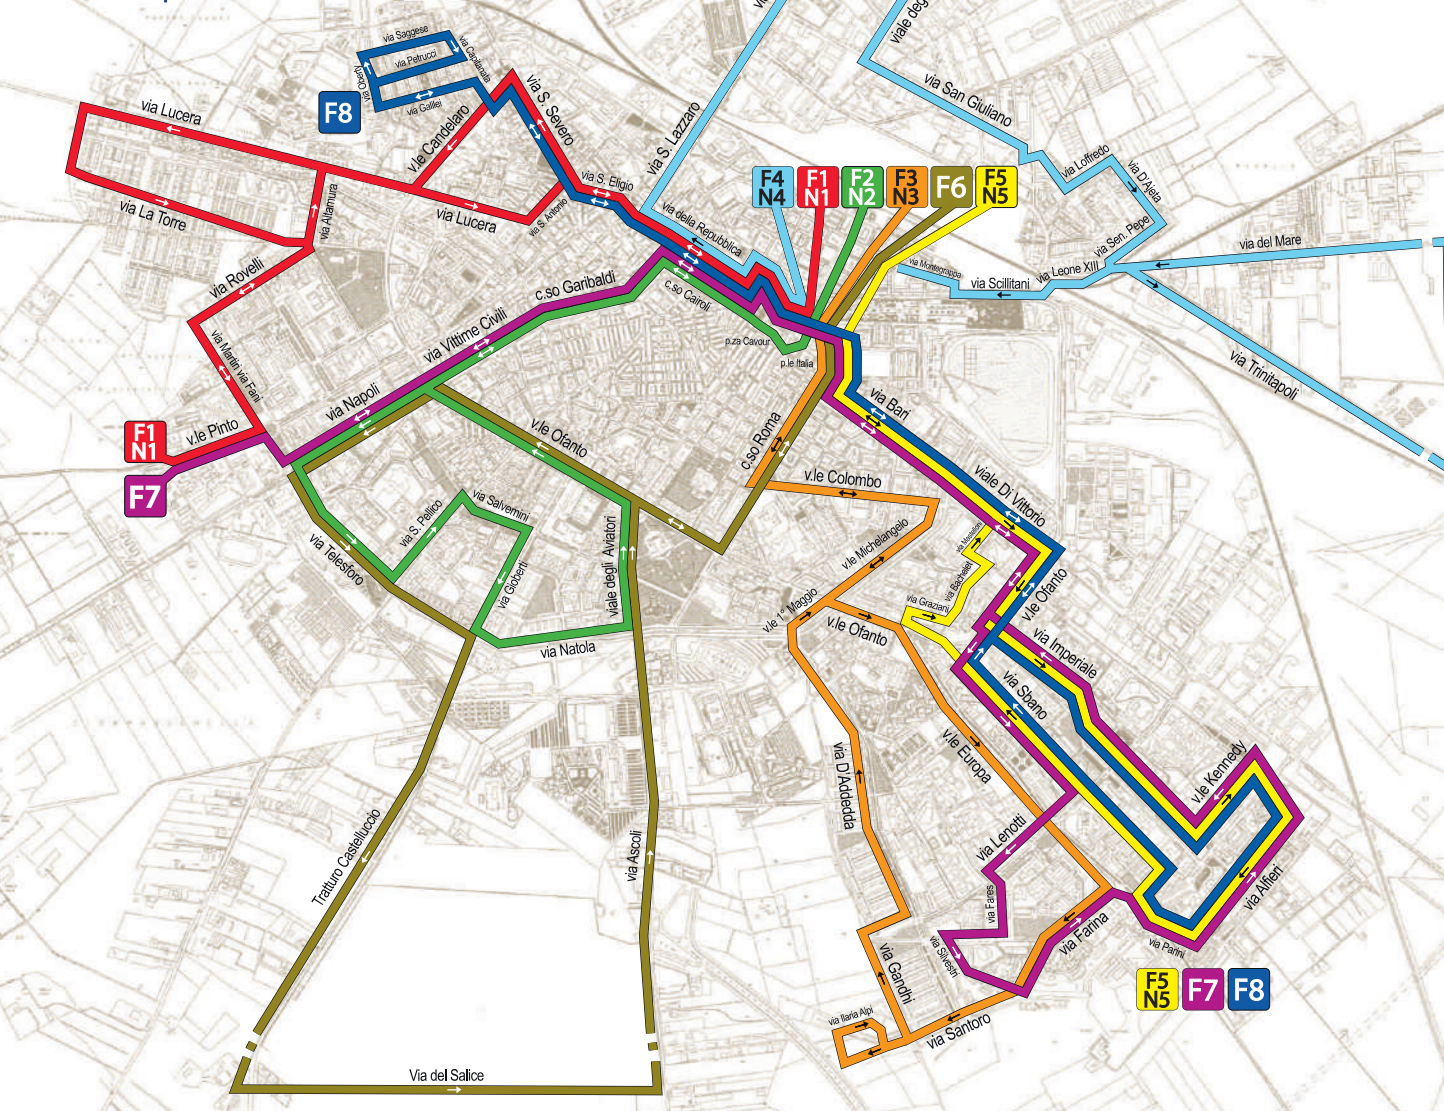 viale deg
via Saggese
via Capitanata
via Petrucci
via Oberty
via Galilei
F8
via Lucera
v.le Candelaro
via S. Severo
via S. Lazzaro
via San Giuliano
via Loffredo
via D'Aieta
via S. Eligio
F4
N4
F1
N1
F2
N2
F3
N3
F6
F5
N5
via La Torre
via Altamura
via Lucera
via S. Antonio
via della Repubblica
via Sen. Pepe
via del Mare
via Rovelli
c.so Garibaldi
c.so Cairoli
via Montegrappa
via Scillitani
via Leone XIII
via Martiri via Fani
via Vittime Civili
p.za Cavour
p.le Italia
via Trinitapoli
via Napoli
via Bari
F1
N1
v.le Pinto
F7
v.le Ofanto
c.so Roma
v.le Colombo
viale Di Vittorio
via S. Pellico
via Salvemini
via Telesforo
via Gioberti
viale degli Aviatori
v.le Michelangelo
via Bachelet
v.le 1° Maggio
via Graziani
v.le Ofanto
v.le Ofanto
via Natola
via Imperiale
via Sbano
v.le Europa
via D'Addedda
v.le Kennedy
Tratturo Castelluccio
via Ascoli
via Lenotti
via Fares
via Alfieri
via Farina
via Parini
via Silvestri
via Gandhi
F5
N5
F7
F8
via Ilaria Alpi
via Santoro
Via del Salice